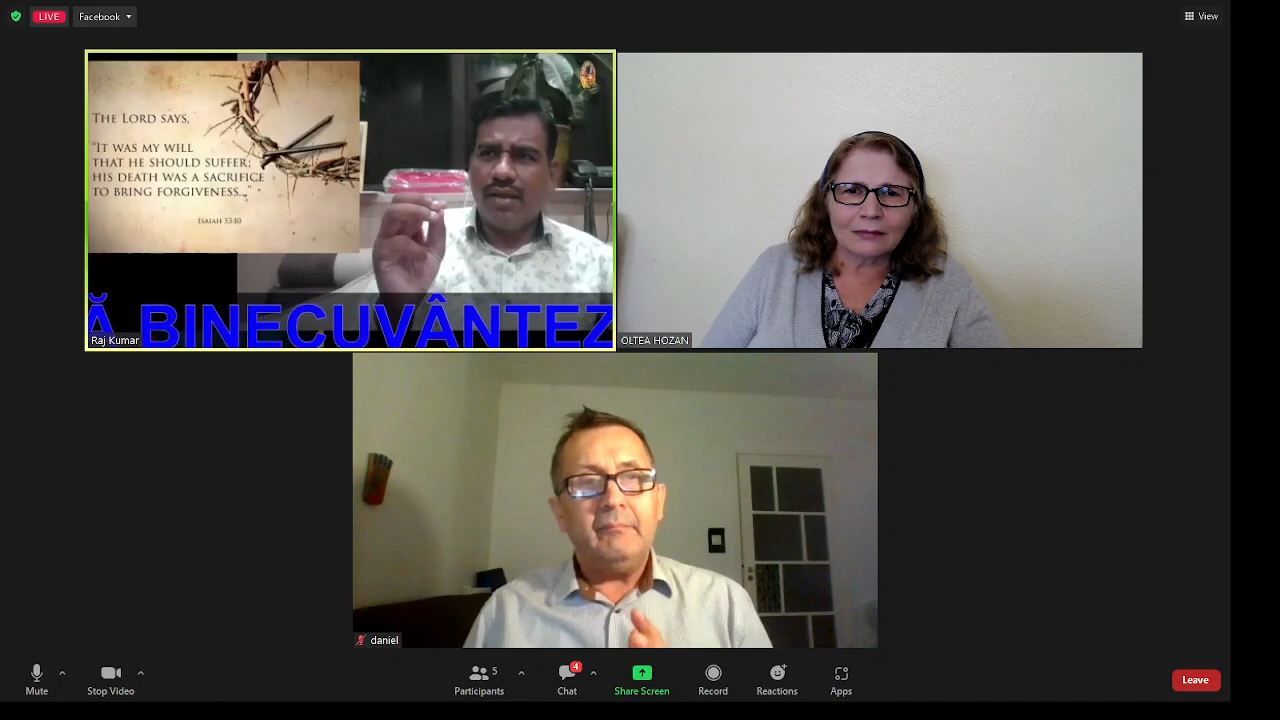 LIVE
Facebook
View
THE LORD SAYS,
"IT WAS MY WILL
THAT HE SHOULD SUFFER;
HIS DEATH WAS A SACRIFICE
TO BRING FORGIVENESS..."
ISAIAH 53:10
Ă BINECUVÂNTEZ
Raj Kumar
OLTEA HOZAN
daniel
Mute
Stop Video
Participants
5
Chat
4
Share Screen
Record
Reactions
Apps
Leave